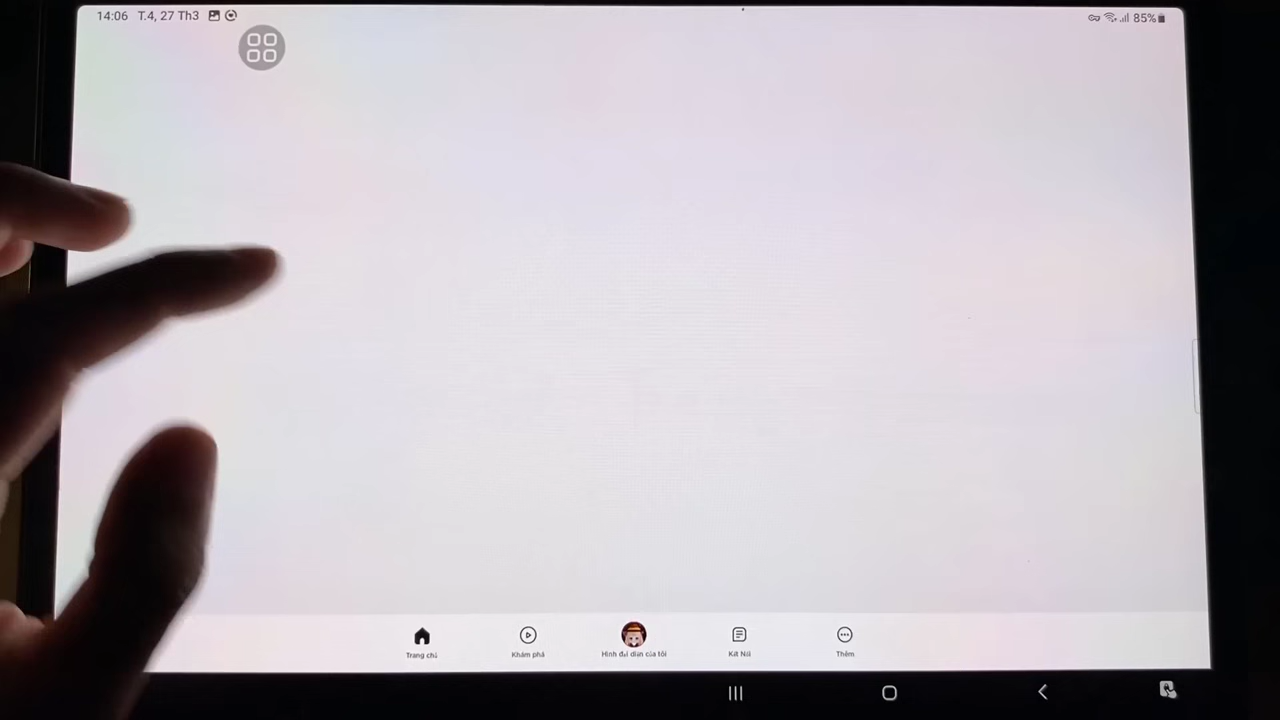 14:06 T.4, 27 Th3 85%
Trang chủ Khám phá Hình đại diện của tôi Kết Nối Thêm